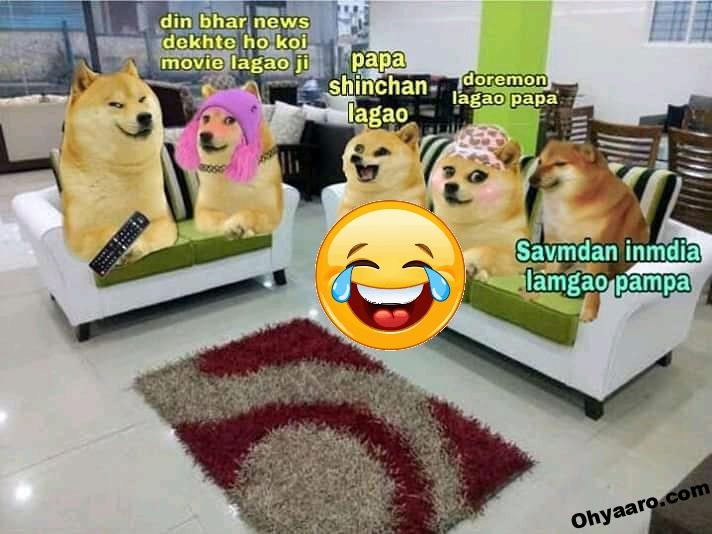 din bhar news
dekhte ho koi
movie lagao ji
papa
shinchan
lagao
doremon
lagao papa
Savmdan inmdia
lamgao pampa
Ohyaaro.com